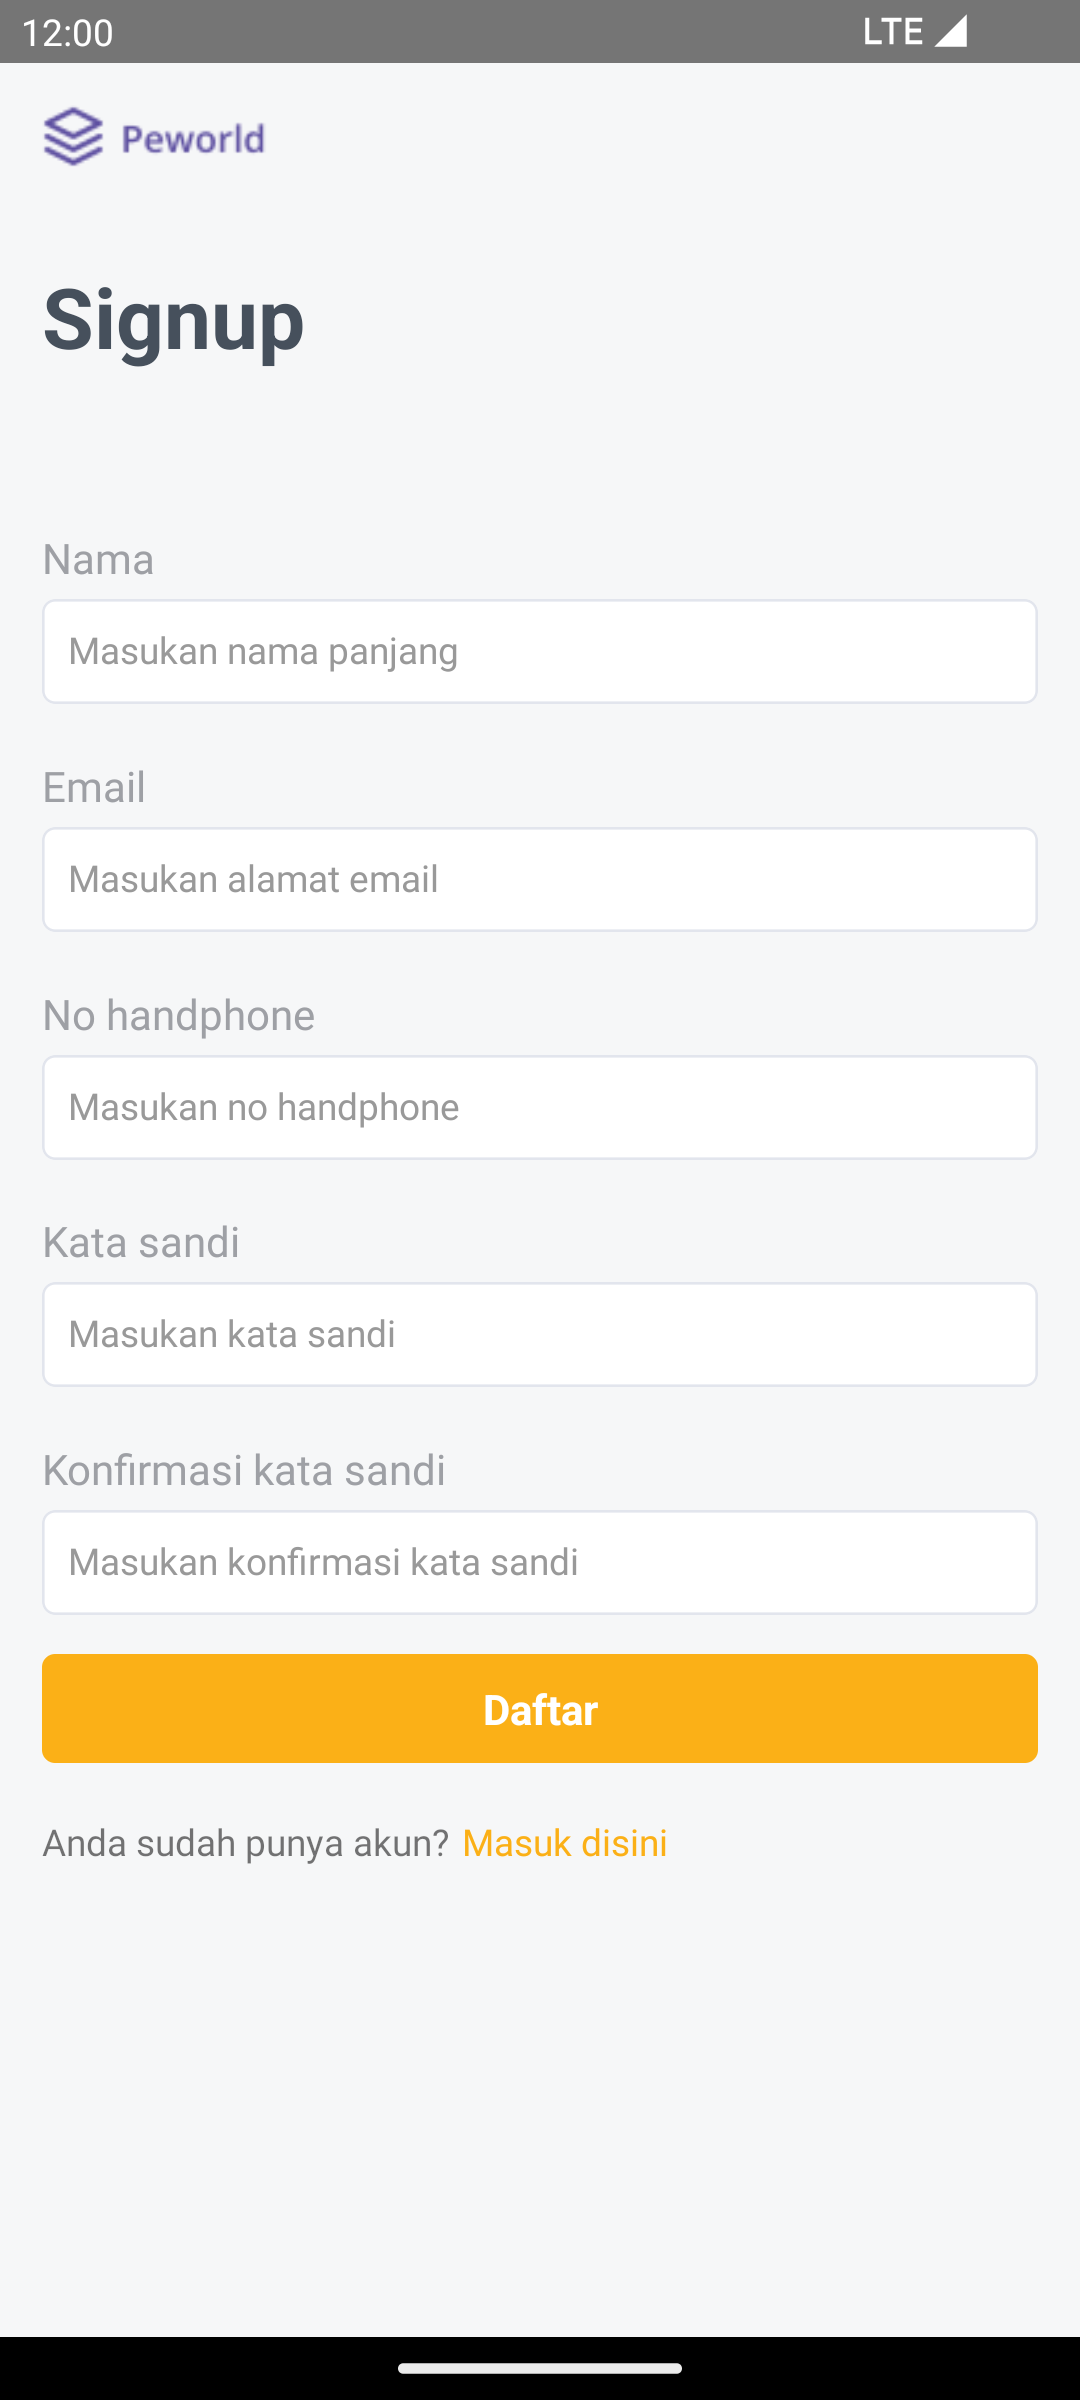 12:00
LTE
Peworld
Signup
Nama
Masukan nama panjang
Email
Masukan alamat email
No handphone
Masukan no handphone
Kata sandi
Masukan kata sandi
Konfirmasi kata sandi
Masukan konfirmasi kata sandi
Daftar
Anda sudah punya akun? Masuk disini